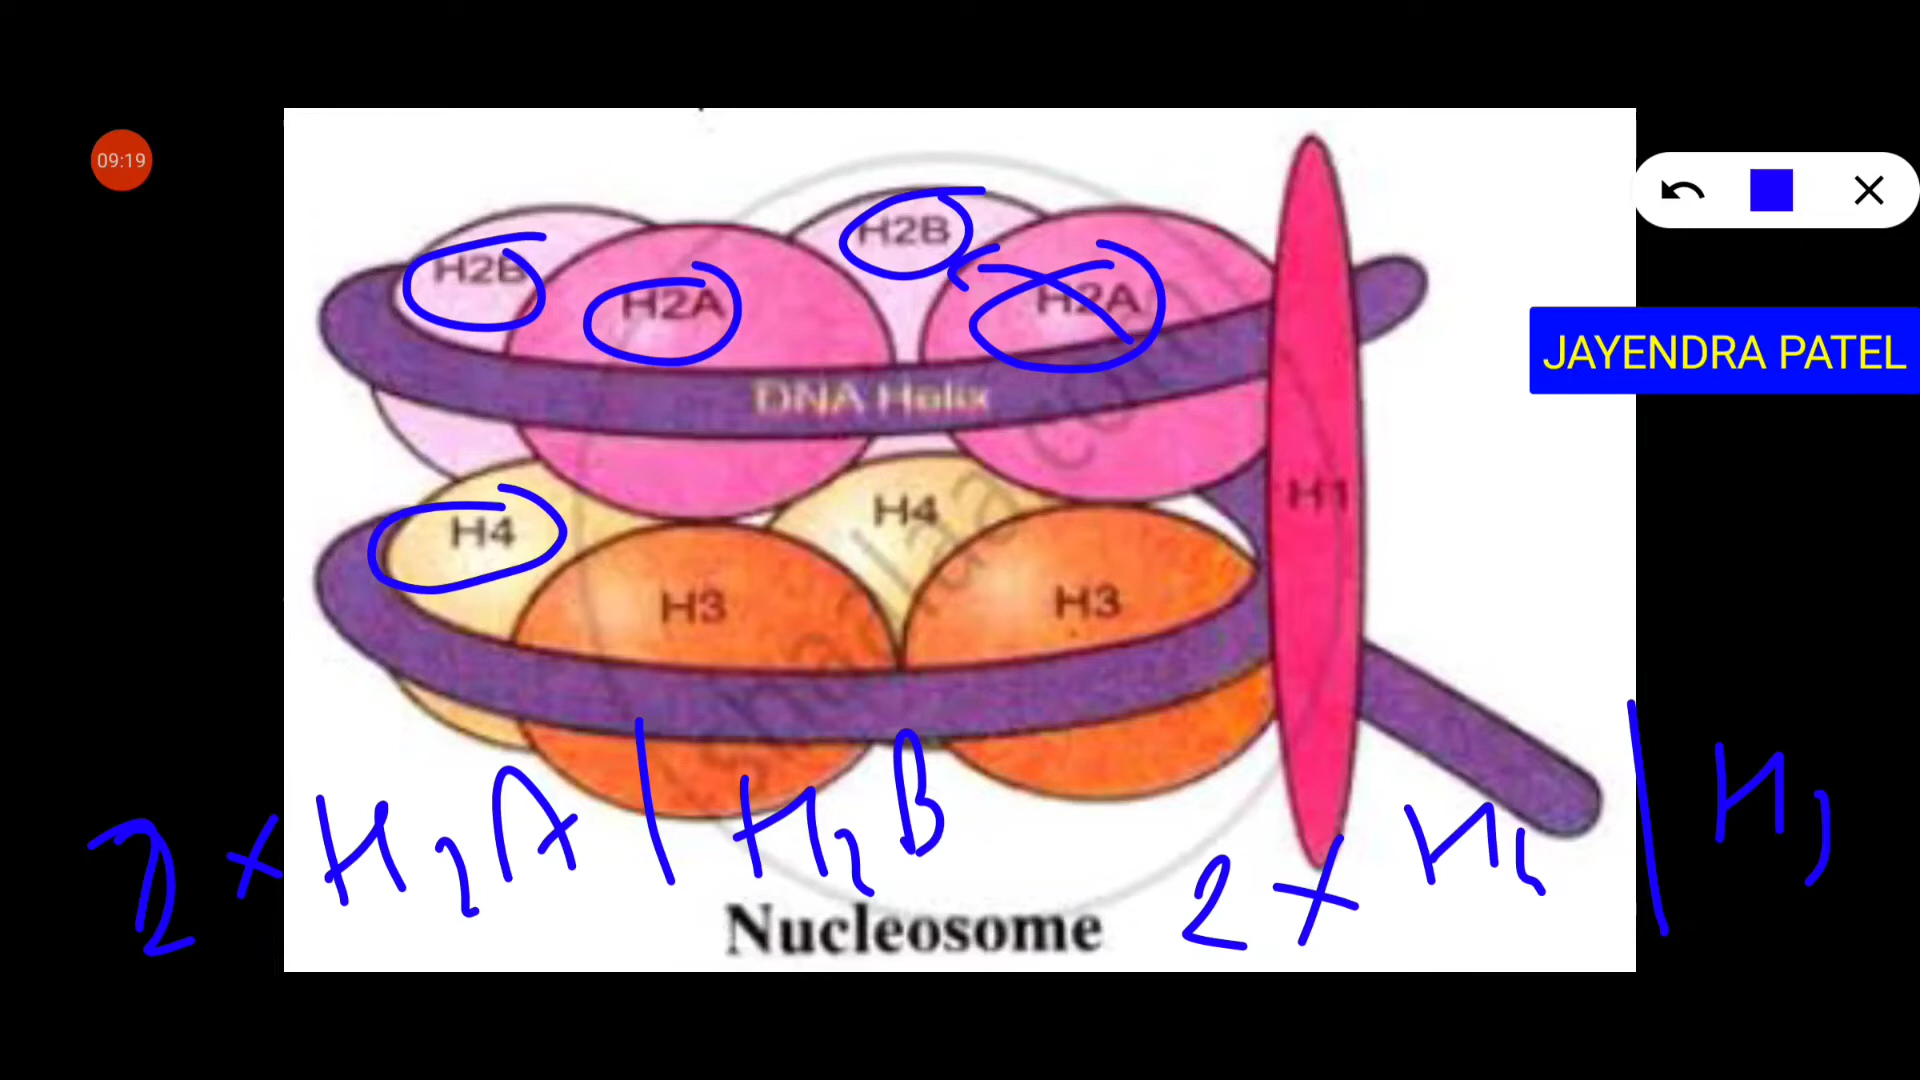 09:19
H2B
H2B
H2A
H2A
JAYENDRA PATEL
DNA Helix
H4
H4
H1
H3
H3
2 × H2A / H2B
2 × H4 / H3
Nucleosome